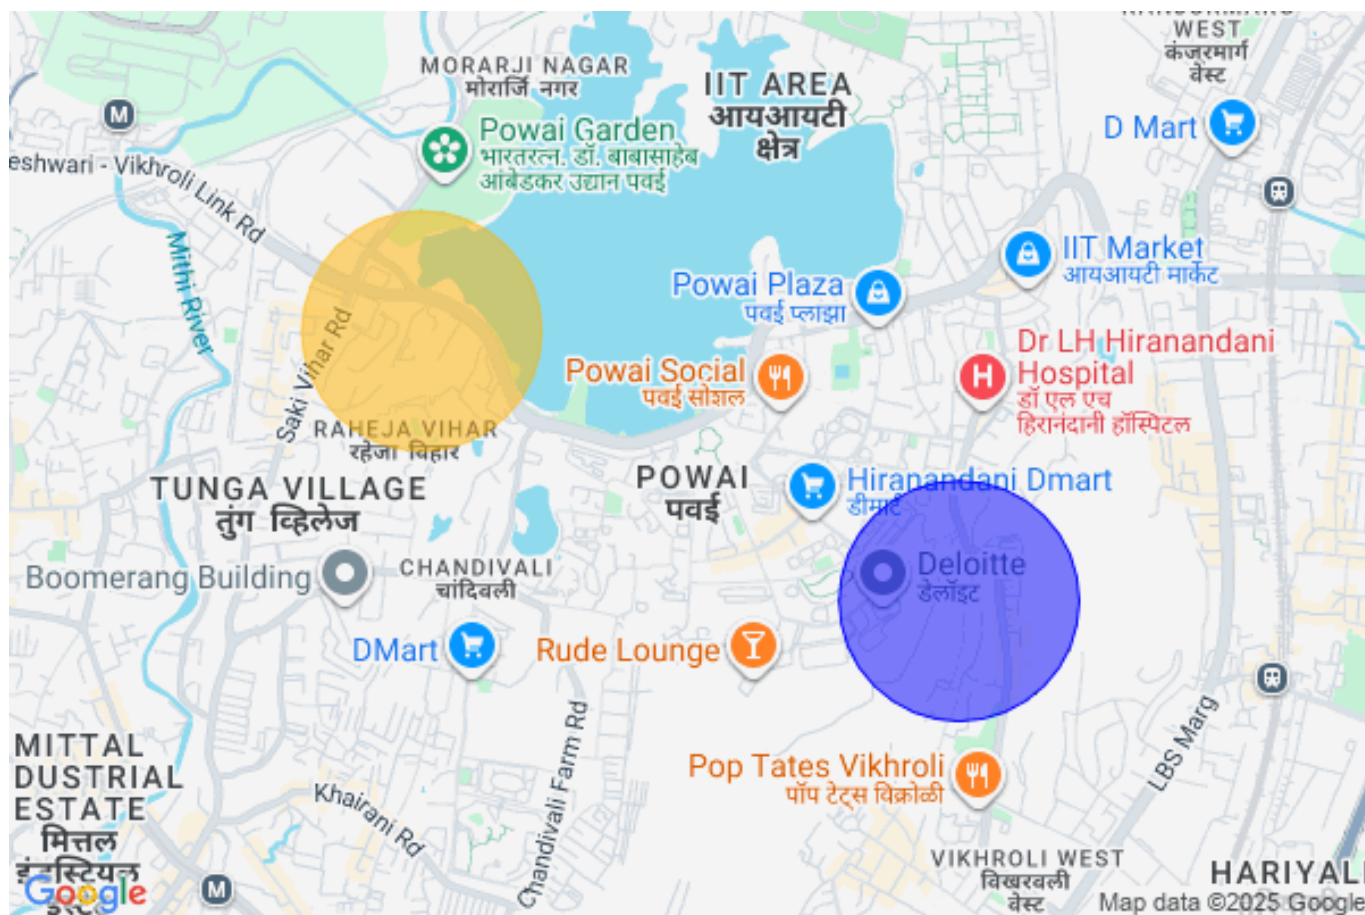 WEST
कंजूरमार्ग
वेस्ट
MORARJI NAGAR
मोरार्जि नगर
IIT AREA
आयआयटी
क्षेत्र
M
Powai Garden
भारतरत्न. डॉ. बाबासाहेब
आंबेडकर उद्यान पवई
D Mart
eshwari - Vikhroli Link Rd
Mithi River
IIT Market
आयआयटी मार्केट
Powai Plaza
पवई प्लाझा
Saki Vihar Rd
Powai Social
पवई सोशल
Dr LH Hiranandani
Hospital
डॉ एल एच
हिरानंदानी हॉस्पिटल
H
RAHEJA VIHAR
रहेजा विहार
TUNGA VILLAGE
तुंग व्हिलेज
POWAI
पवई
Hiranandani Dmart
डीमार्ट
Boomerang Building
CHANDIVALI
चांदिवली
Deloitte
डेलॉइट
DMart
Rude Lounge
Chandivali Farm Rd
LBS Marg
MITTAL
DUSTRIAL
ESTATE
मित्तल
इंडस्ट्रियल
Khairani Rd
Pop Tates Vikhroli
पॉप टेट्स विक्रोळी
VIKHROLI WEST
विखरवली
वेस्ट
HARIYALI
M
Google
Map data ©2025 Google